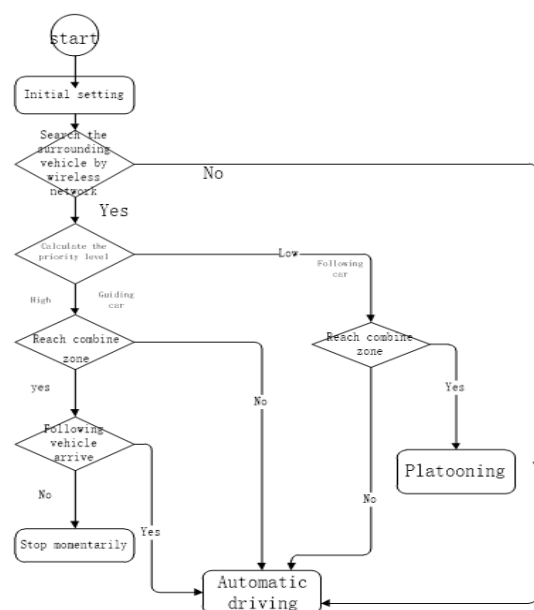 start
Initial setting
Search the
surrounding
vehicle by
wireless
network
No
Yes
Calculate the
priority level
Low
Following
car
High
Guiding
car
Reach combine
zone
Reach combine
zone
yes
No
Yes
Following
vehicle
arrive
Platooning
No
No
Yes
Stop momentarily
Automatic
driving